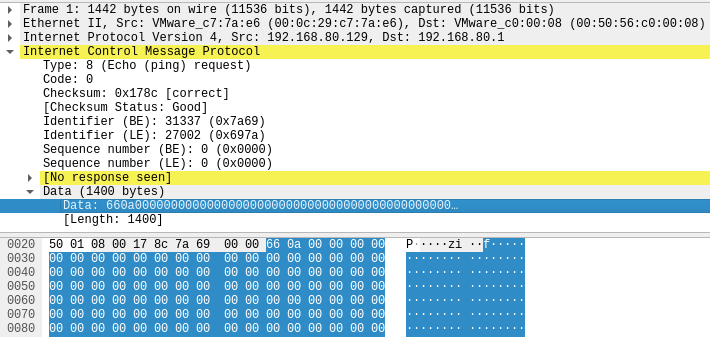 Frame 1: 1442 bytes on wire (11536 bits), 1442 bytes captured (11536 bits)
Ethernet II, Src: VMware_c7:7a:e6 (00:0c:29:c7:7a:e6), Dst: VMware_c0:00:08 (00:50:56:c0:00:08)
Internet Protocol Version 4, Src: 192.168.80.129, Dst: 192.168.80.1
Internet Control Message Protocol
Type: 8 (Echo (ping) request)
Code: 0
Checksum: 0x178c [correct]
[Checksum Status: Good]
Identifier (BE): 31337 (0x7a69)
Identifier (LE): 27002 (0x697a)
Sequence number (BE): 0 (0x0000)
Sequence number (LE): 0 (0x0000)
[No response seen]
Data (1400 bytes)
Data: 660a00000000000000000000000000000000000000000000…
[Length: 1400]
0020 50 01 08 00 17 8c 7a 69 00 00 66 0a 00 00 00 00 P·····zi ··f·····
0030 00 00 00 00 00 00 00 00 00 00 00 00 00 00 00 00 ········ ········
0040 00 00 00 00 00 00 00 00 00 00 00 00 00 00 00 00 ········ ········
0050 00 00 00 00 00 00 00 00 00 00 00 00 00 00 00 00 ········ ········
0060 00 00 00 00 00 00 00 00 00 00 00 00 00 00 00 00 ········ ········
0070 00 00 00 00 00 00 00 00 00 00 00 00 00 00 00 00 ········ ········
0080 00 00 00 00 00 00 00 00 00 00 00 00 00 00 00 00 ········ ········